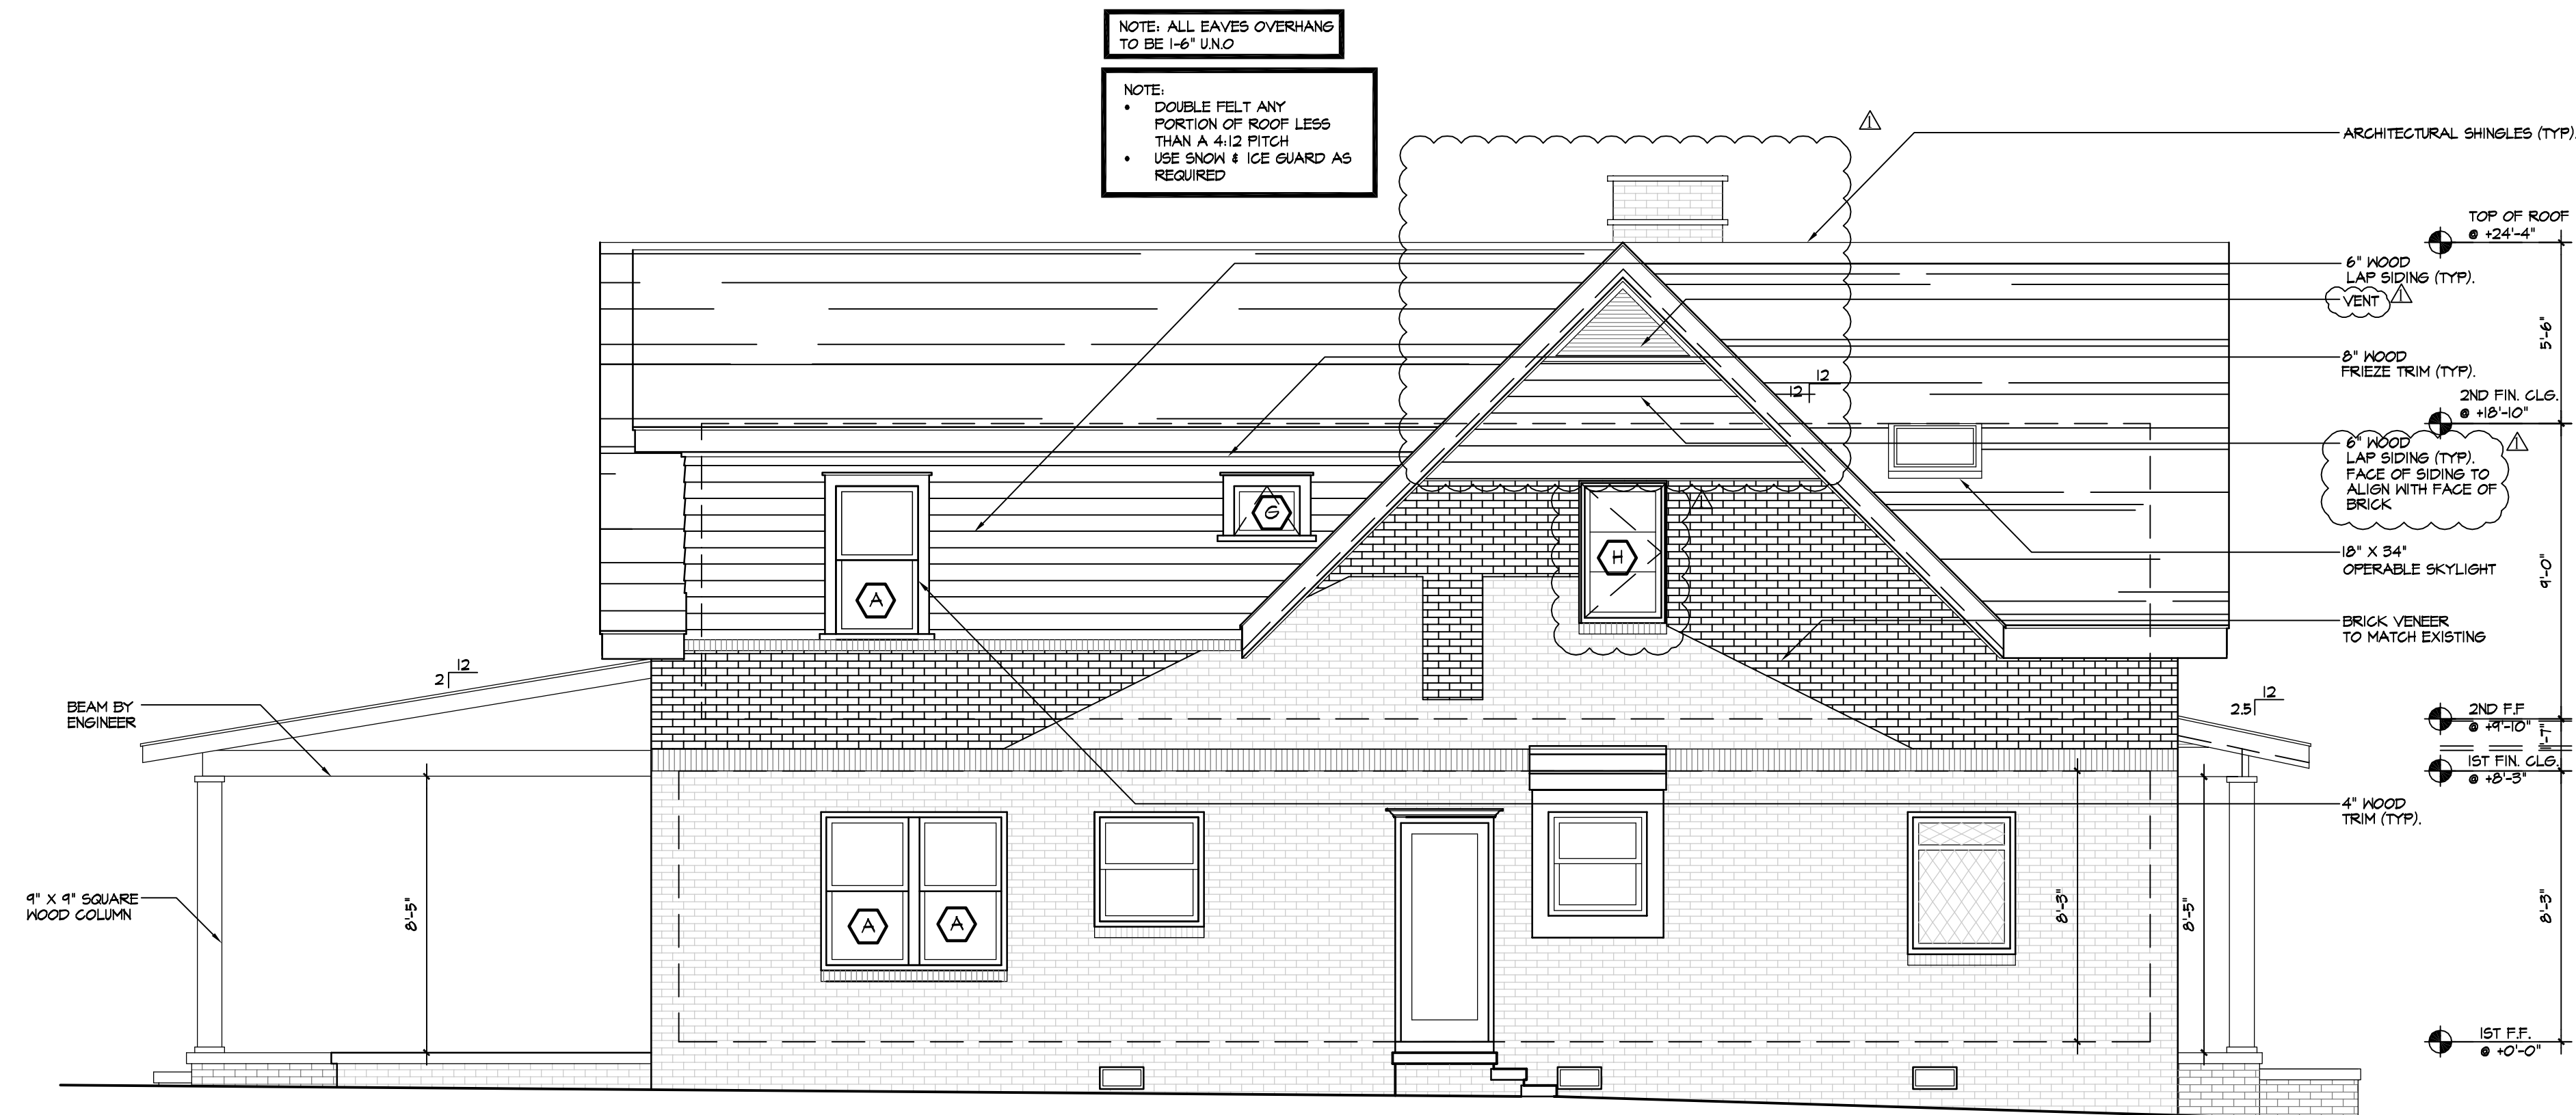 NOTE: ALL EAVES OVERHANG
TO BE 1-6" U.N.O
NOTE:
• DOUBLE FELT ANY
PORTION OF ROOF LESS
THAN A 4:12 PITCH
• USE SNOW & ICE GUARD AS
REQUIRED
1
ARCHITECTURAL SHINGLES (TYP).
TOP OF ROOF
@ +24'-4"
6" WOOD
LAP SIDING (TYP).
VENT
1
5'-6"
8" WOOD
FRIEZE TRIM (TYP).
12
12
2ND FIN. CLG.
@ +18'-10"
6" WOOD
LAP SIDING (TYP).
FACE OF SIDING TO
ALIGN WITH FACE OF
BRICK
1
1
G
H
A
18" X 34"
OPERABLE SKYLIGHT
9'-0"
BRICK VENEER
TO MATCH EXISTING
12
2
12
2.5
BEAM BY
ENGINEER
2ND F.F
@ +9'-10"
1'-7"
1ST FIN. CLG.
@ +8'-3"
4" WOOD
TRIM (TYP).
9" X 9" SQUARE
WOOD COLUMN
8'-5"
A
A
8'-3"
8'-5"
8'-3"
1ST F.F.
@ +0'-0"